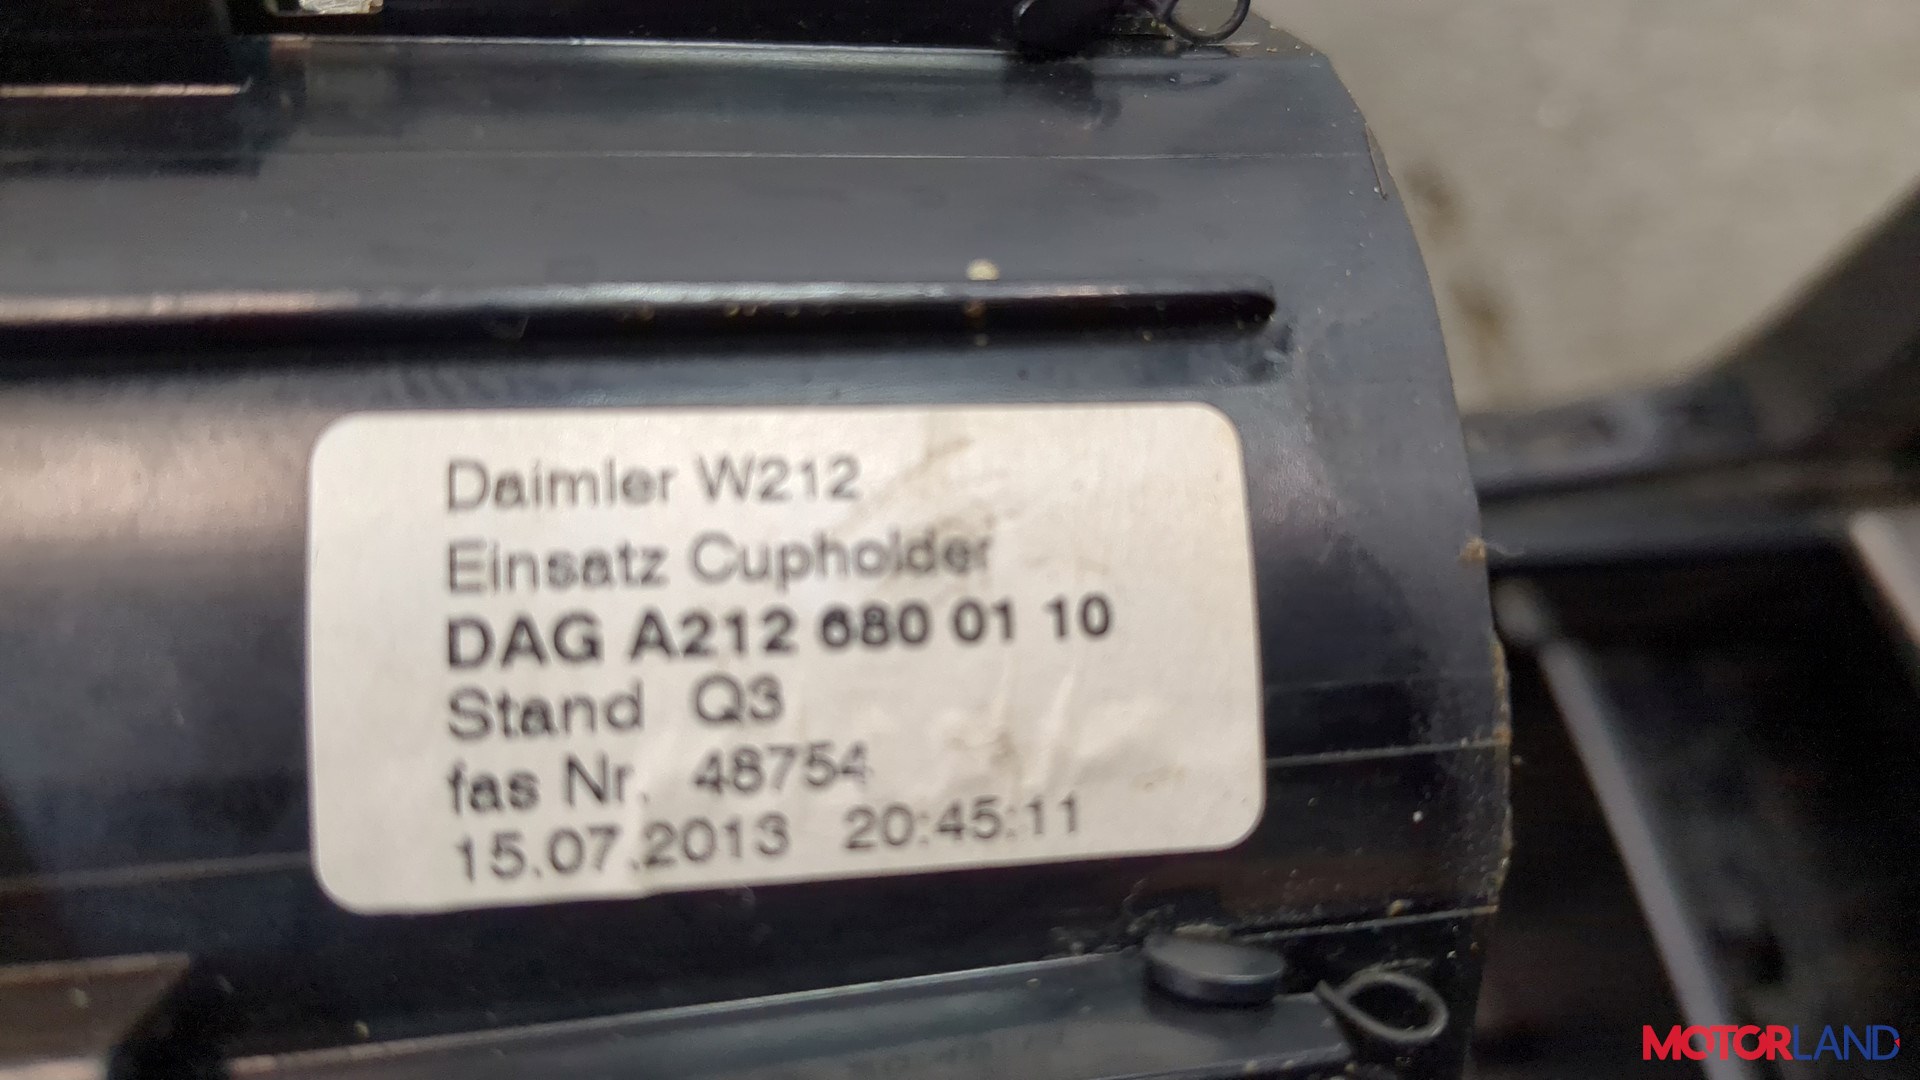 Daimler W212
Einsatz Cupholder
DAG A212 680 01 10
Stand Q3
fas Nr. 48754
15.07.2013 20:45:11
MOTORLAND